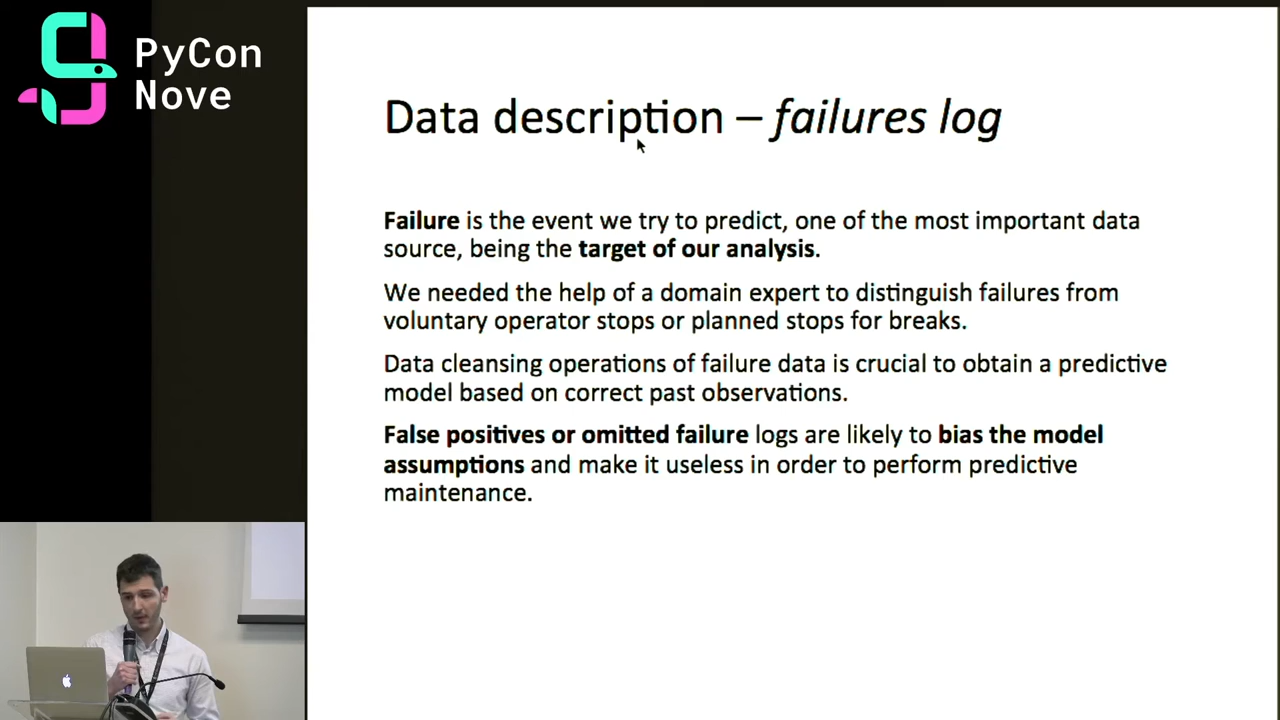 PyCon
Nove
Data description – failures log
Failure is the event we try to predict, one of the most important data
source, being the target of our analysis.
We needed the help of a domain expert to distinguish failures from
voluntary operator stops or planned stops for breaks.
Data cleansing operations of failure data is crucial to obtain a predictive
model based on correct past observations.
False positives or omitted failure logs are likely to bias the model
assumptions and make it useless in order to perform predictive
maintenance.